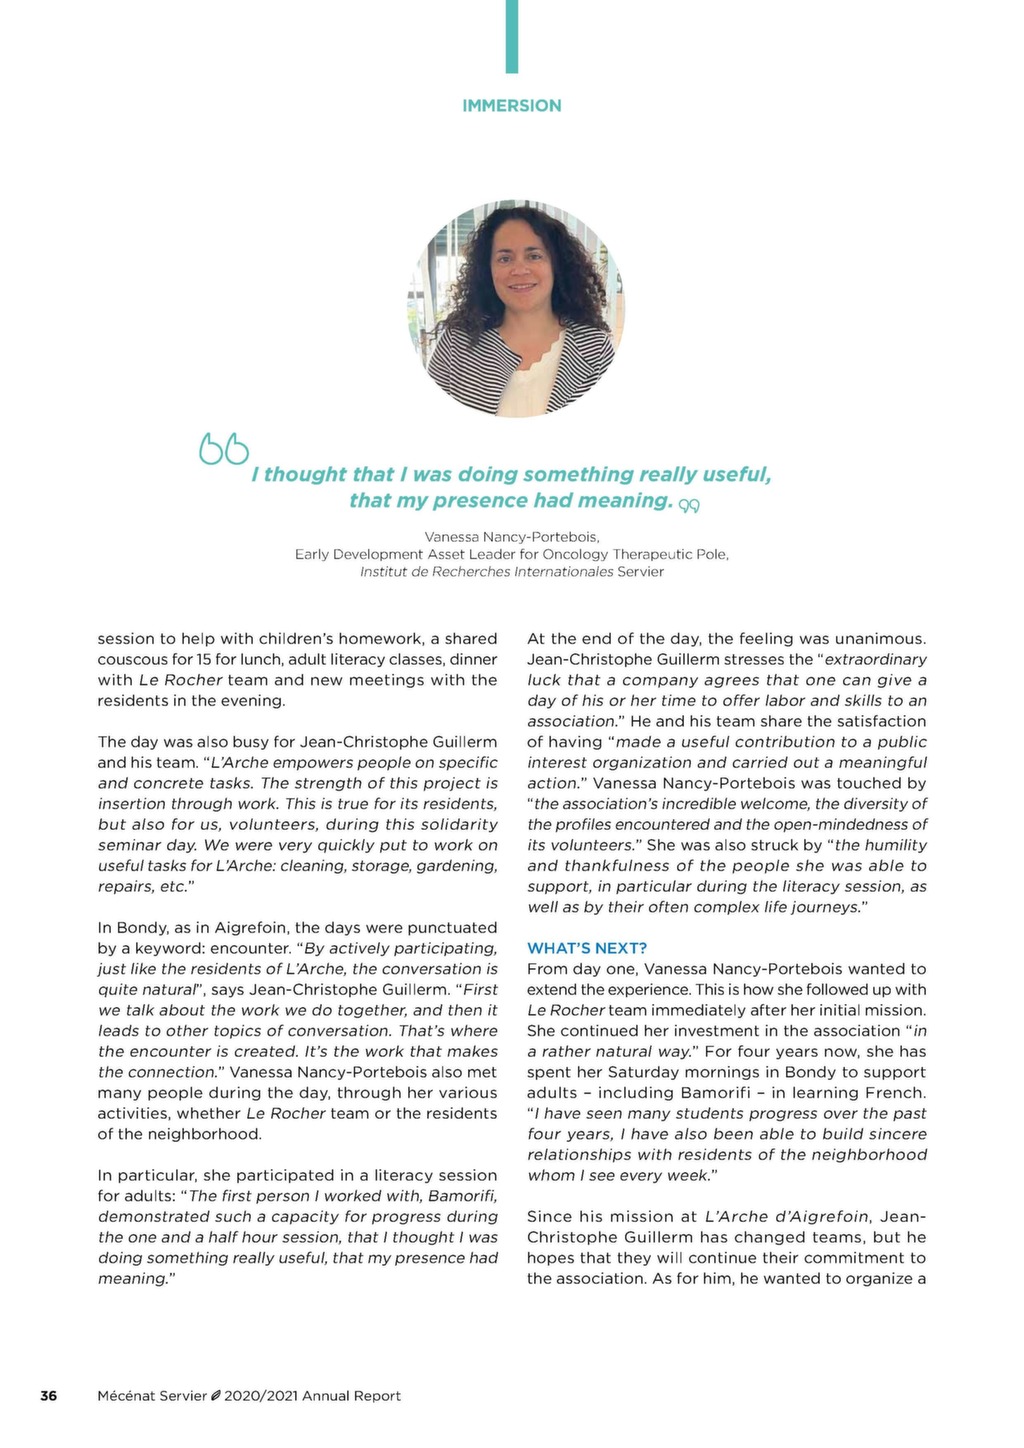 IMMERSION
I thought that I was doing something really useful,
that my presence had meaning.
Vanessa Nancy-Portebois,
Early Development Asset Leader for Oncology Therapeutic Pole,
Institut de Recherches Internationales Servier
session to help with children’s homework, a shared
couscous for 15 for lunch, adult literacy classes, dinner
with Le Rocher team and new meetings with the
residents in the evening.
The day was also busy for Jean-Christophe Guillerm
and his team. “L’Arche empowers people on specific
and concrete tasks. The strength of this project is
insertion through work. This is true for its residents,
but also for us, volunteers, during this solidarity
seminar day. We were very quickly put to work on
useful tasks for L’Arche: cleaning, storage, gardening,
repairs, etc.”
In Bondy, as in Aigrefoin, the days were punctuated
by a keyword: encounter. “By actively participating,
just like the residents of L’Arche, the conversation is
quite natural”, says Jean-Christophe Guillerm. “First
we talk about the work we do together, and then it
leads to other topics of conversation. That’s where
the encounter is created. It’s the work that makes
the connection.” Vanessa Nancy-Portebois also met
many people during the day, through her various
activities, whether Le Rocher team or the residents
of the neighborhood.
In particular, she participated in a literacy session
for adults: “The first person I worked with, Bamorifi,
demonstrated such a capacity for progress during
the one and a half hour session, that I thought I was
doing something really useful, that my presence had
meaning.”
At the end of the day, the feeling was unanimous.
Jean-Christophe Guillerm stresses the “extraordinary
luck that a company agrees that one can give a
day of his or her time to offer labor and skills to an
association.” He and his team share the satisfaction
of having “made a useful contribution to a public
interest organization and carried out a meaningful
action.” Vanessa Nancy-Portebois was touched by
“the association’s incredible welcome, the diversity of
the profiles encountered and the open-mindedness of
its volunteers.” She was also struck by “the humility
and thankfulness of the people she was able to
support, in particular during the literacy session, as
well as by their often complex life journeys.”
WHAT’S NEXT?
From day one, Vanessa Nancy-Portebois wanted to
extend the experience. This is how she followed up with
Le Rocher team immediately after her initial mission.
She continued her investment in the association “in
a rather natural way.” For four years now, she has
spent her Saturday mornings in Bondy to support
adults – including Bamorifi – in learning French.
“I have seen many students progress over the past
four years, I have also been able to build sincere
relationships with residents of the neighborhood
whom I see every week.”
Since his mission at L’Arche d’Aigrefoin, Jean-
Christophe Guillerm has changed teams, but he
hopes that they will continue their commitment to
the association. As for him, he wanted to organize a
36 Mécénat Servier 2020/2021 Annual Report